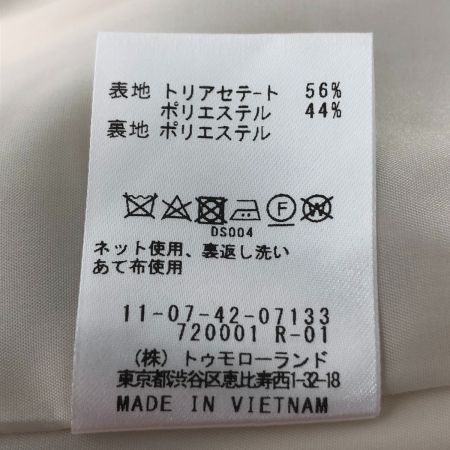 表地 トリアセテート 56%
ポリエステル 44%
裏地 ポリエステル
F W
DS004
ネット使用、裏返し洗い
あて布使用
11-07-42-07133
720001 R-01
(株) トゥモローランド
東京都渋谷区恵比寿西1-32-18
MADE IN VIETNAM